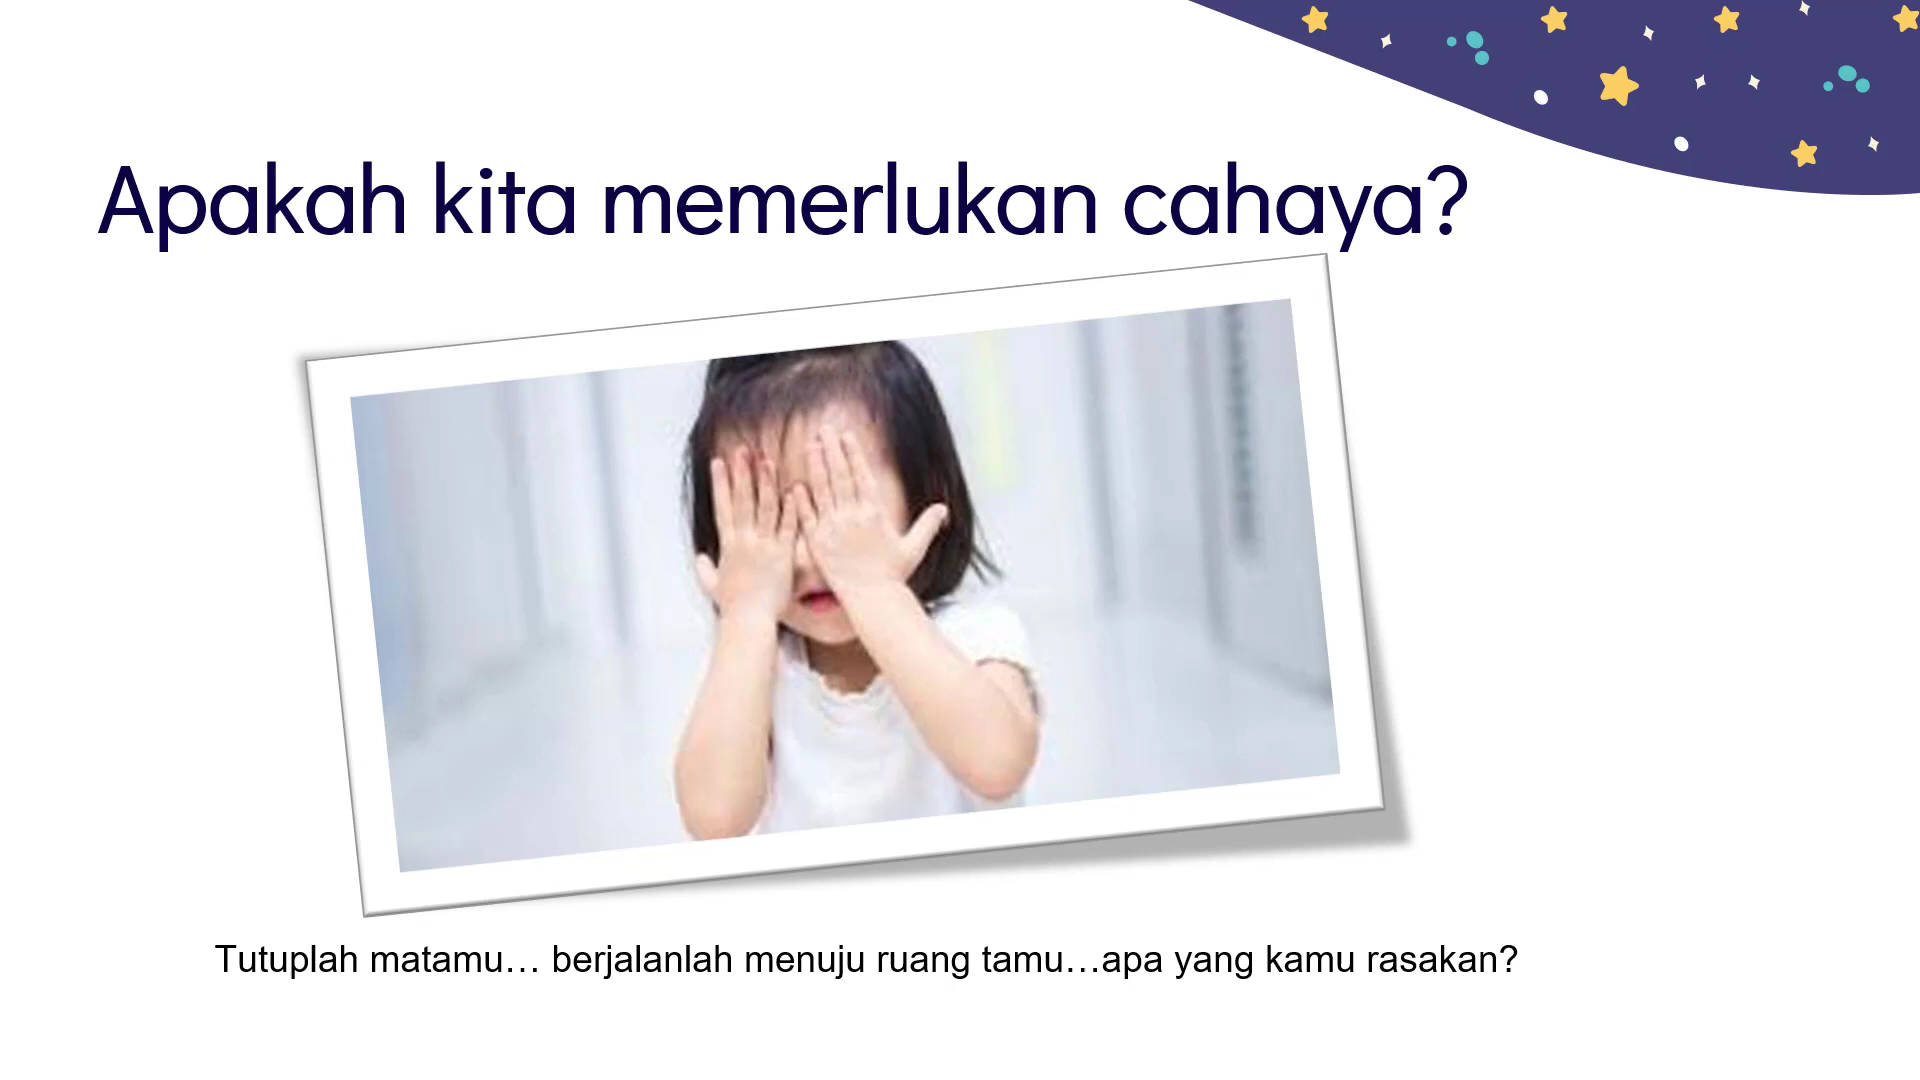 Apakah kita memerlukan cahaya?
Tutuplah matamu… berjalanlah menuju ruang tamu…apa yang kamu rasakan?